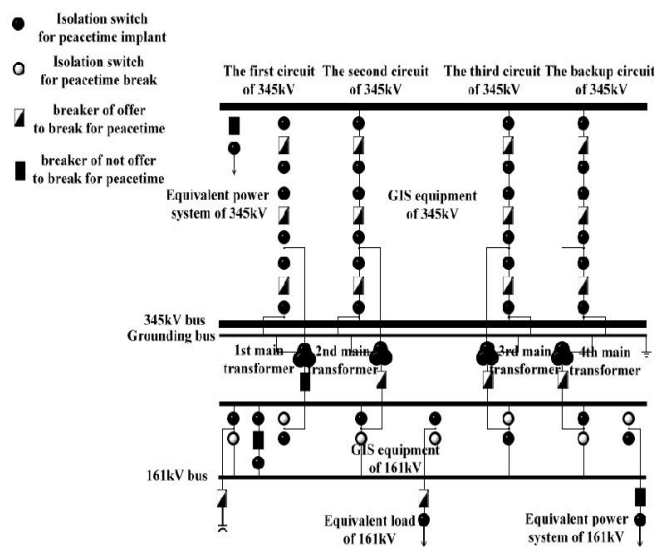 Isolation switch
for peacetime implant
Isolation switch
for peacetime break
breaker of offer
to break for peacetime
breaker of not offer
to break for peacetime
The first circuit
of 345kV
The second circuit
of 345kV
The third circuit
of 345kV
The backup circuit
of 345kV
Equivalent power
system of 345kV
GIS equipment
of 345kV
345kV bus
Grounding bus
1st main
transformer
2nd main
transformer
3rd main
transformer
4th main
transformer
GIS equipment
of 161kV
161kV bus
Equivalent load
of 161kV
Equivalent power
system of 161kV